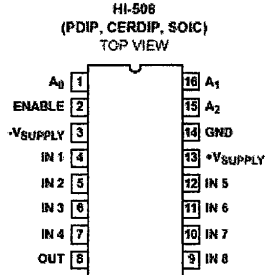 HI-508
(PDIP, CERDIP, SOIC)
TOP VIEW
A0 1 16 A1
ENABLE 2 15 A2
-VSUPPLY 3 14 GND
IN 1 4 13 +VSUPPLY
IN 2 5 12 IN 5
IN 3 6 11 IN 6
IN 4 7 10 IN 7
OUT 8 9 IN 8